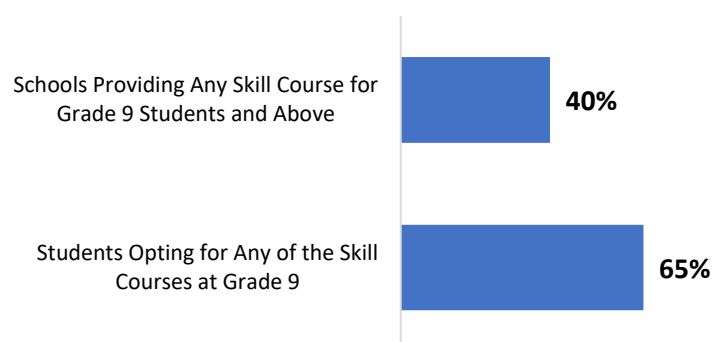 Schools Providing Any Skill Course for
Grade 9 Students and Above
40%
Students Opting for Any of the Skill
Courses at Grade 9
65%